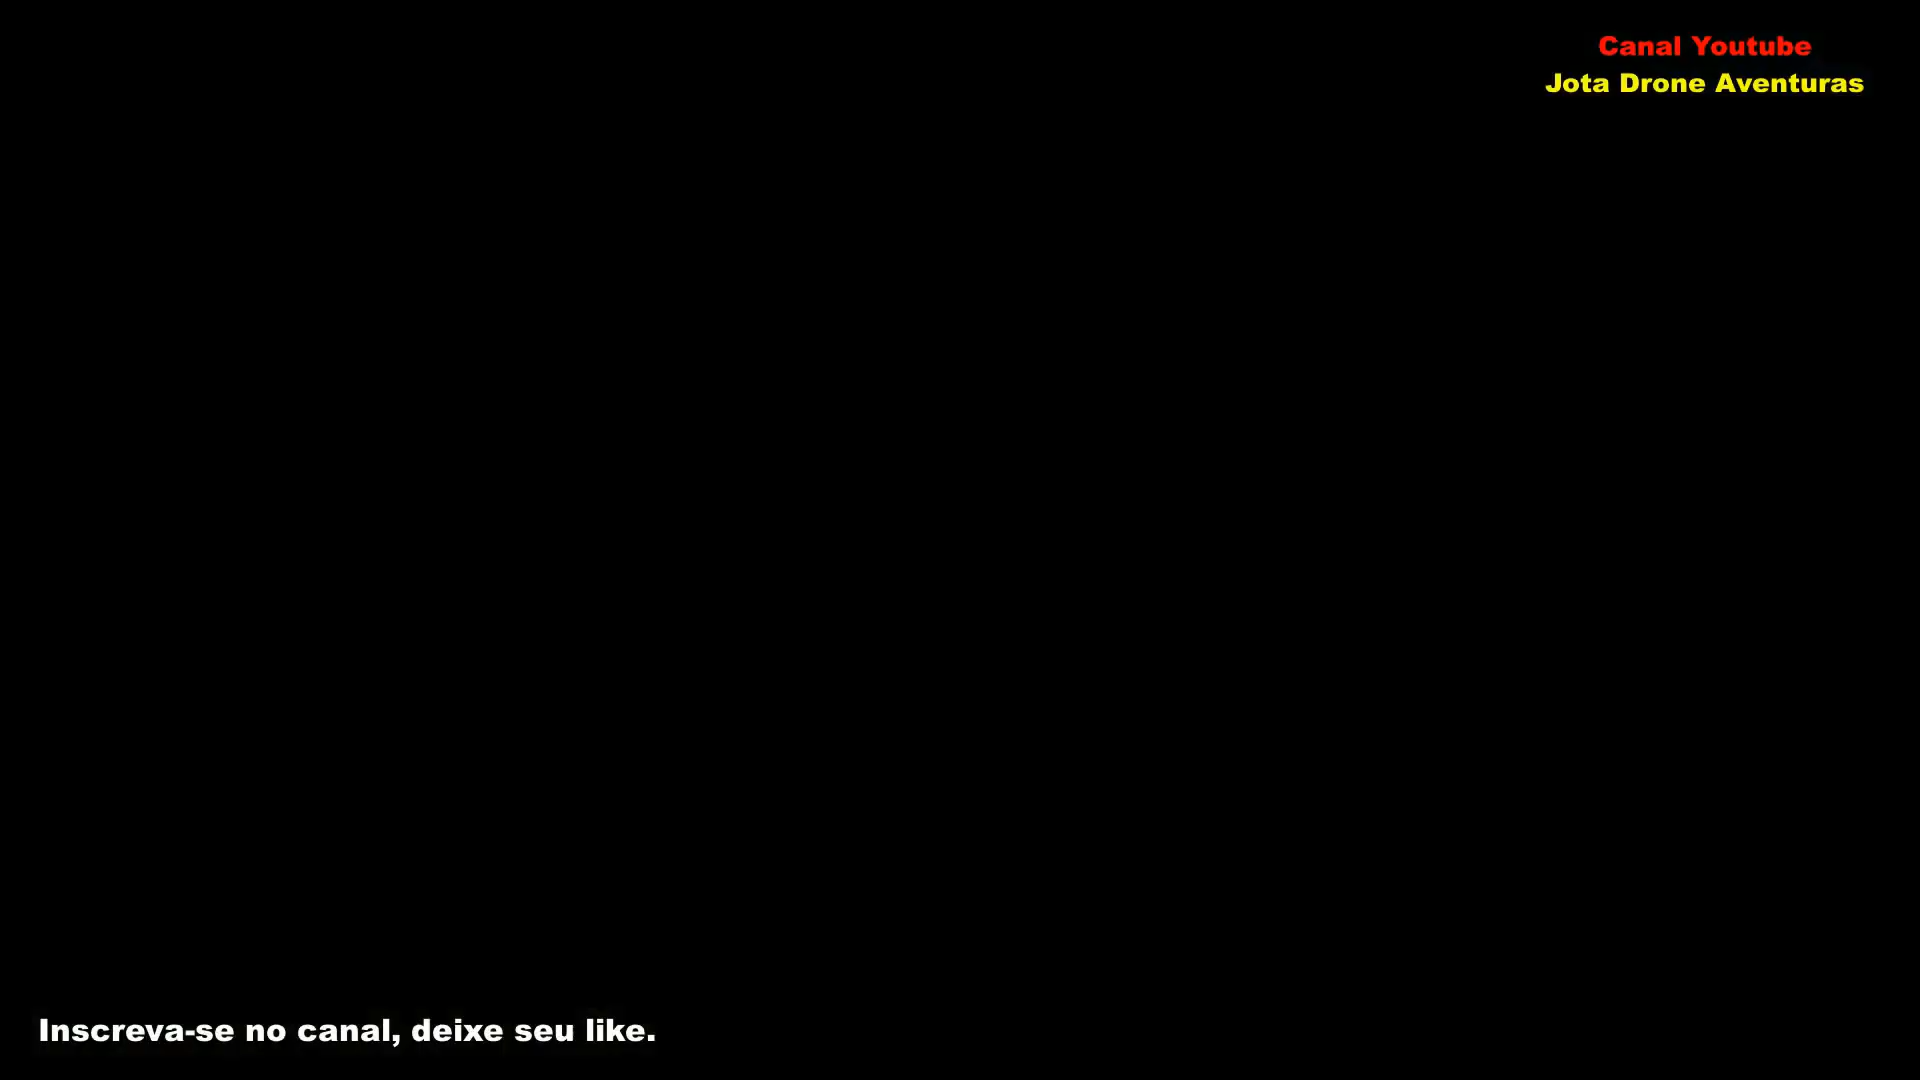 Canal Youtube
Jota Drone Aventuras
Inscreva-se no canal, deixe seu like.